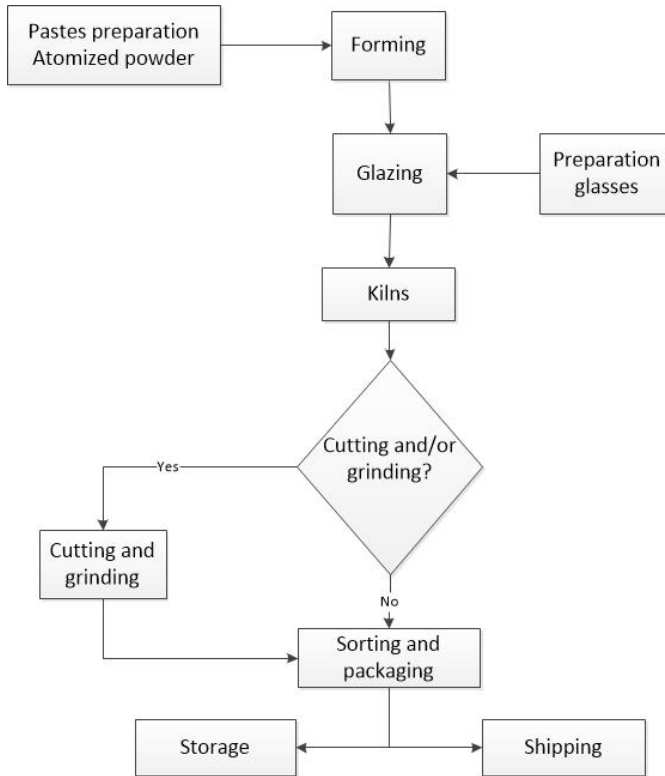 Pastes preparation
Atomized powder
Forming
Glazing
Preparation
glasses
Kilns
Cutting and/or
grinding?
Yes
Cutting and
grinding
No
Sorting and
packaging
Storage
Shipping